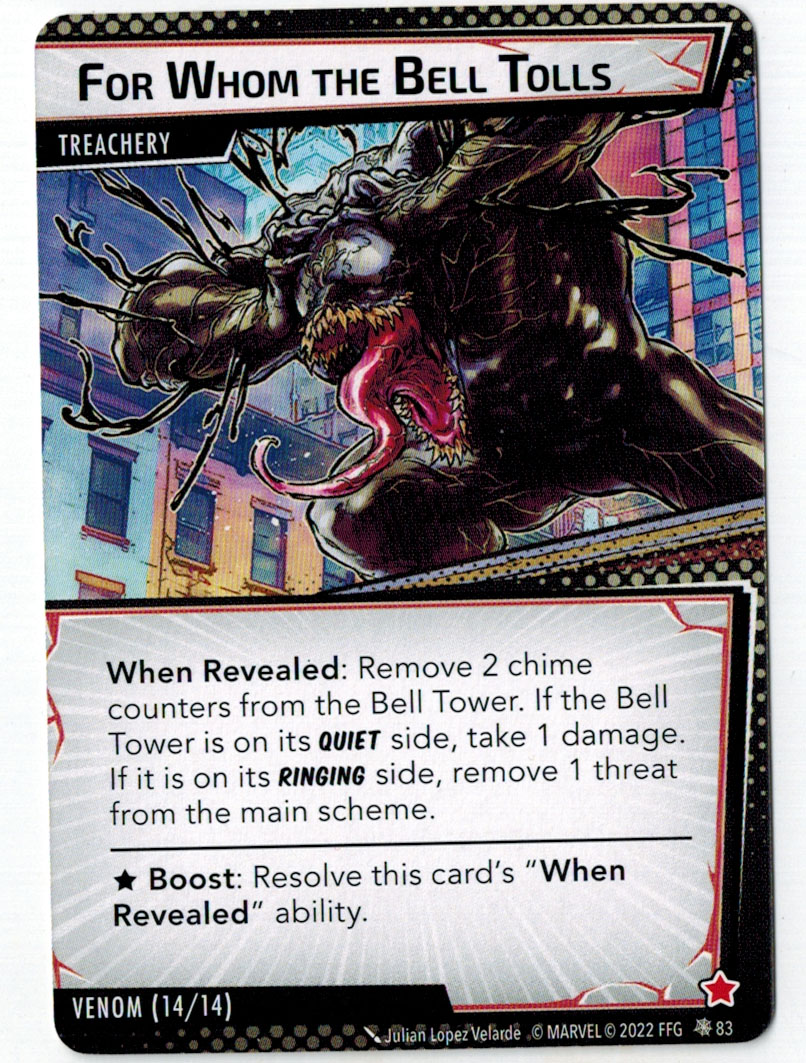 For Whom the Bell Tolls
TREACHERY
When Revealed: Remove 2 chime
counters from the Bell Tower. If the Bell
Tower is on its QUIET side, take 1 damage.
If it is on its RINGING side, remove 1 threat
from the main scheme.
★ Boost: Resolve this card's "When
Revealed" ability.
VENOM (14/14)
Julian Lopez Velarde © MARVEL © 2022 FFG 83